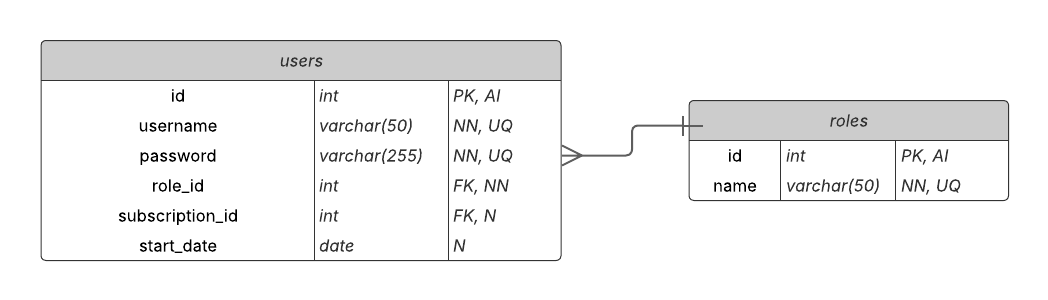 users
id int PK, AI
username varchar(50) NN, UQ
password varchar(255) NN, UQ
role_id int FK, NN
subscription_id int FK, N
start_date date N
roles
id int PK, AI
name varchar(50) NN, UQ